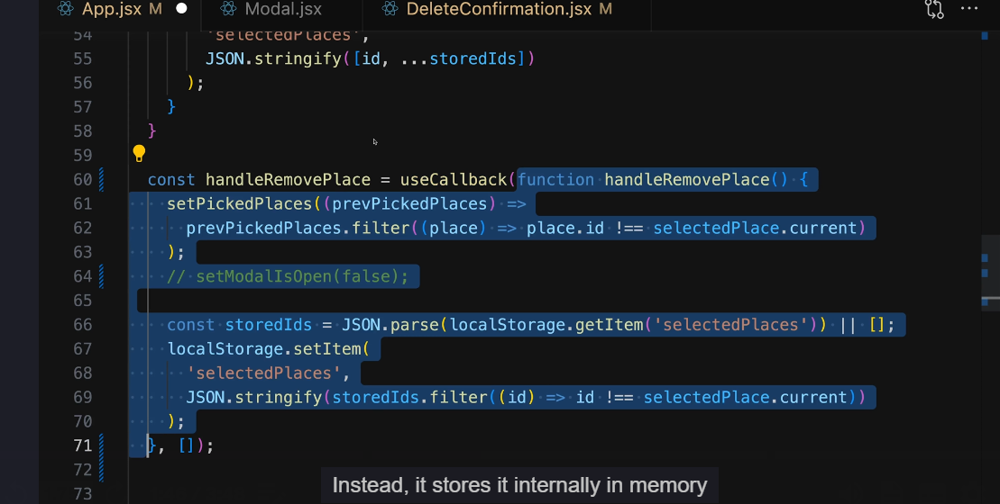 App.jsx M Modal.jsx DeleteConfirmation.jsx M ...
54 'selectedPlaces',
55 JSON.stringify([id, ...storedIds])
56 );
57 }
58 }
59
60 const handleRemovePlace = useCallback(function handleRemovePlace() {
61 setPickedPlaces((prevPickedPlaces) =>
62 prevPickedPlaces.filter((place) => place.id !== selectedPlace.current)
63 );
64 // setModalIsOpen(false);
65
66 const storedIds = JSON.parse(localStorage.getItem('selectedPlaces')) || [];
67 localStorage.setItem(
68 'selectedPlaces',
69 JSON.stringify(storedIds.filter((id) => id !== selectedPlace.current))
70 );
71 }, []);
72
73
Instead, it stores it internally in memory